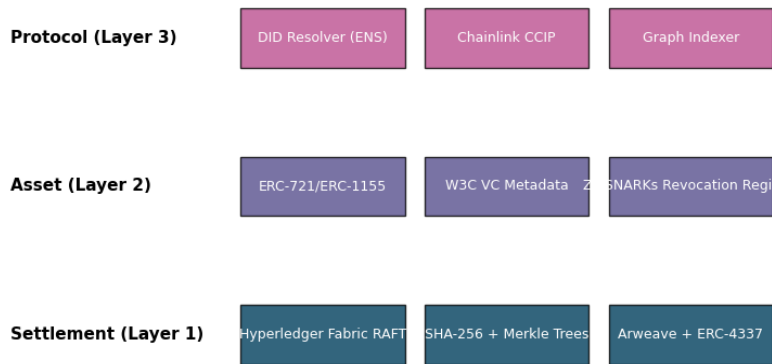 Protocol (Layer 3)
DID Resolver (ENS)
Chainlink CCIP
Graph Indexer
Asset (Layer 2)
ERC-721/ERC-1155
W3C VC Metadata
SNARKs Revocation Regi
Settlement (Layer 1)
Hyperledger Fabric RAFT
SHA-256 + Merkle Trees
Arweave + ERC-4337